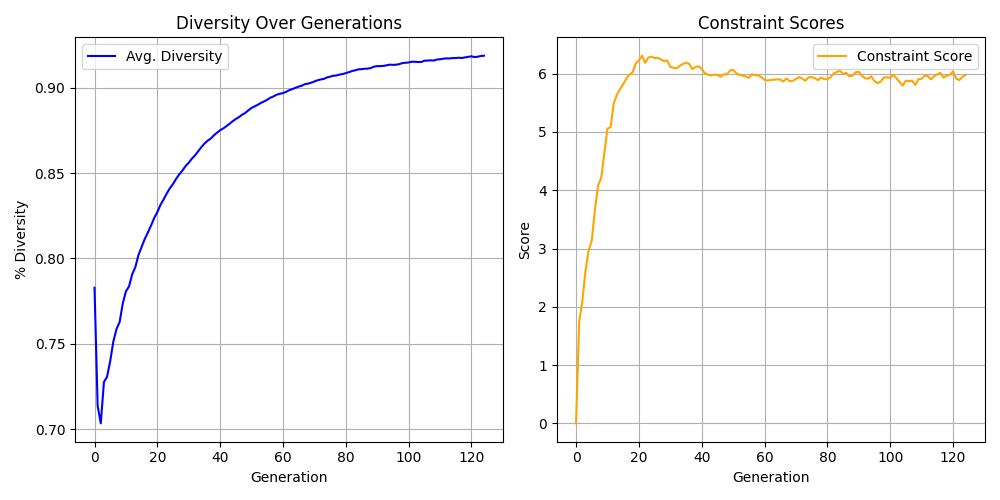 Diversity Over Generations
Avg. Diversity
% Diversity
0.90
0.85
0.80
0.75
0.70
0 20 40 60 80 100 120
Generation
Constraint Scores
Constraint Score
Score
6
5
4
3
2
1
0
0 20 40 60 80 100 120
Generation